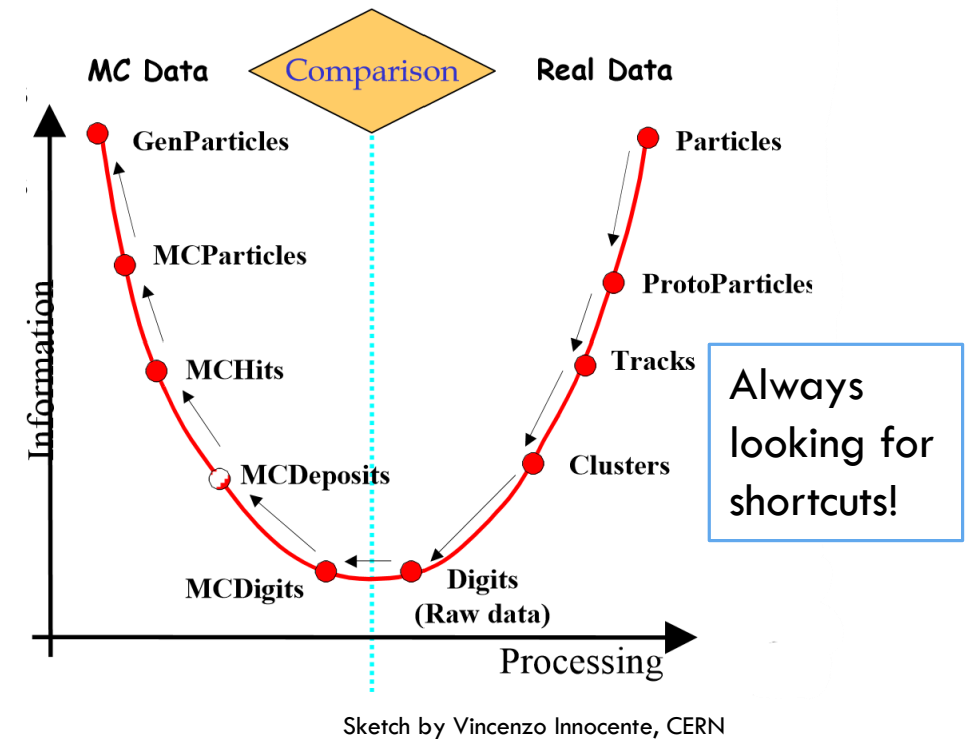 MC Data
Comparison
Real Data
GenParticles
Particles
MCParticles
ProtoParticles
MCHits
Tracks
MCDeposits
Clusters
MCDigits
Digits
(Raw data)
Information
Processing
Always
looking for
shortcuts!
Sketch by Vincenzo Innocente, CERN